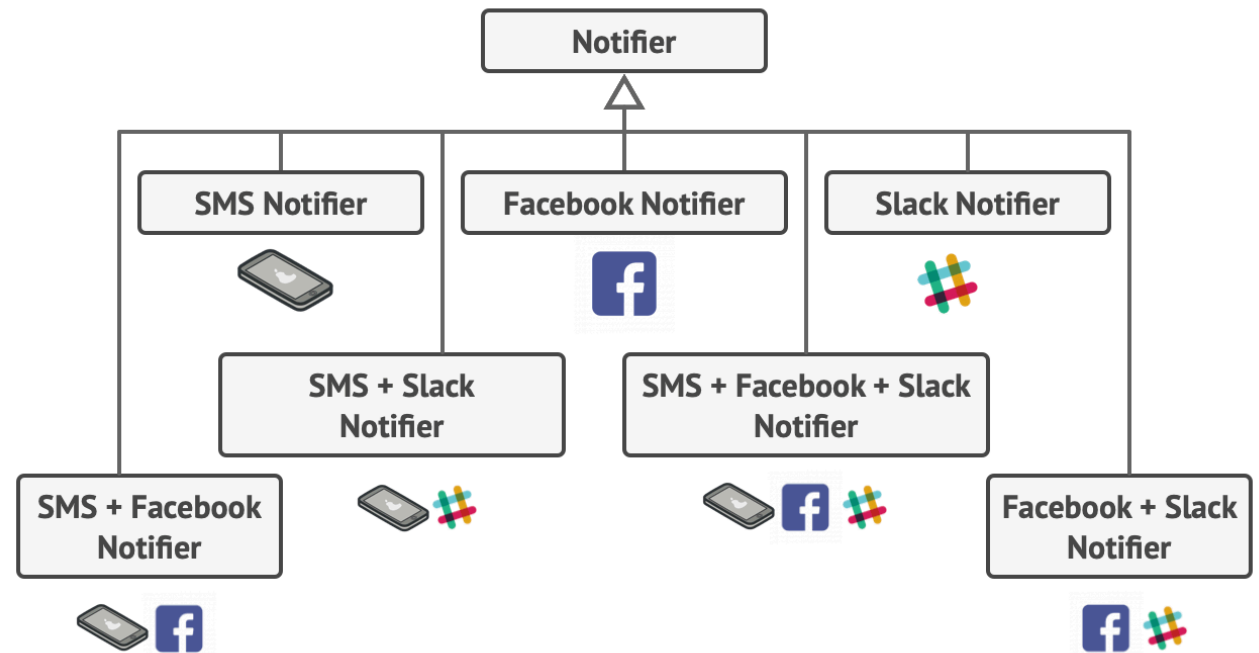 Notifier
SMS Notifier
Facebook Notifier
Slack Notifier
SMS + Slack
Notifier
SMS + Facebook + Slack
Notifier
SMS + Facebook
Notifier
Facebook + Slack
Notifier